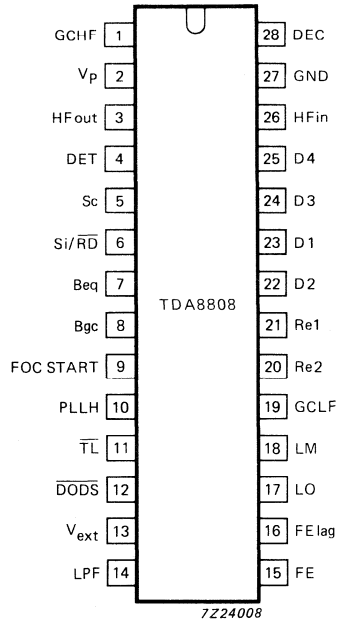 GCHF 1 28 DEC
VP 2 27 GND
HFout 3 26 HFin
DET 4 25 D4
Sc 5 24 D3
Si/R̅D̅ 6 23 D1
Beq 7 22 D2
TDA8808
Bgc 8 21 Re1
FOC START 9 20 Re2
PLLH 10 19 GCLF
T̅L̅ 11 18 LM
D̅O̅D̅S̅ 12 17 LO
Vext 13 16 FElag
LPF 14 15 FE
7Z24008